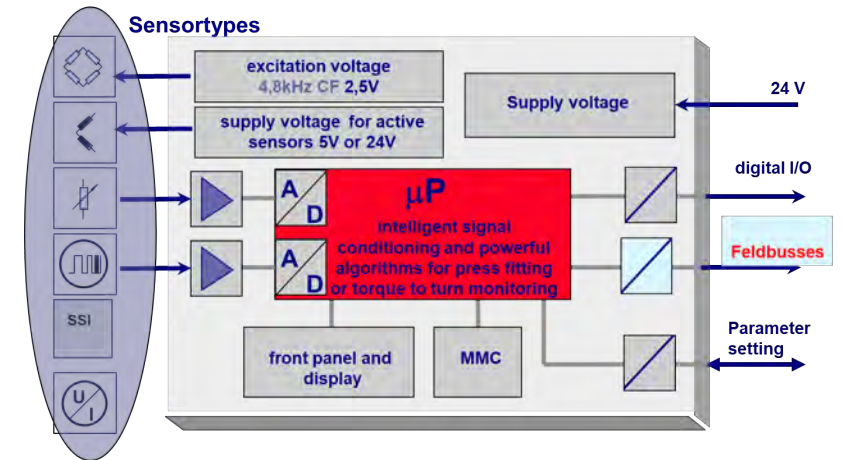 Sensortypes
excitation voltage
4,8kHz CF 2,5V
supply voltage for active
sensors 5V or 24V
Supply voltage
24 V
A
D
A
D
µP
intelligent signal
conditioning and powerful
algorithms for press fitting
or torque to turn monitoring
digital I/O
Feldbusses
Parameter
setting
SSI
U
I
front panel and
display
MMC